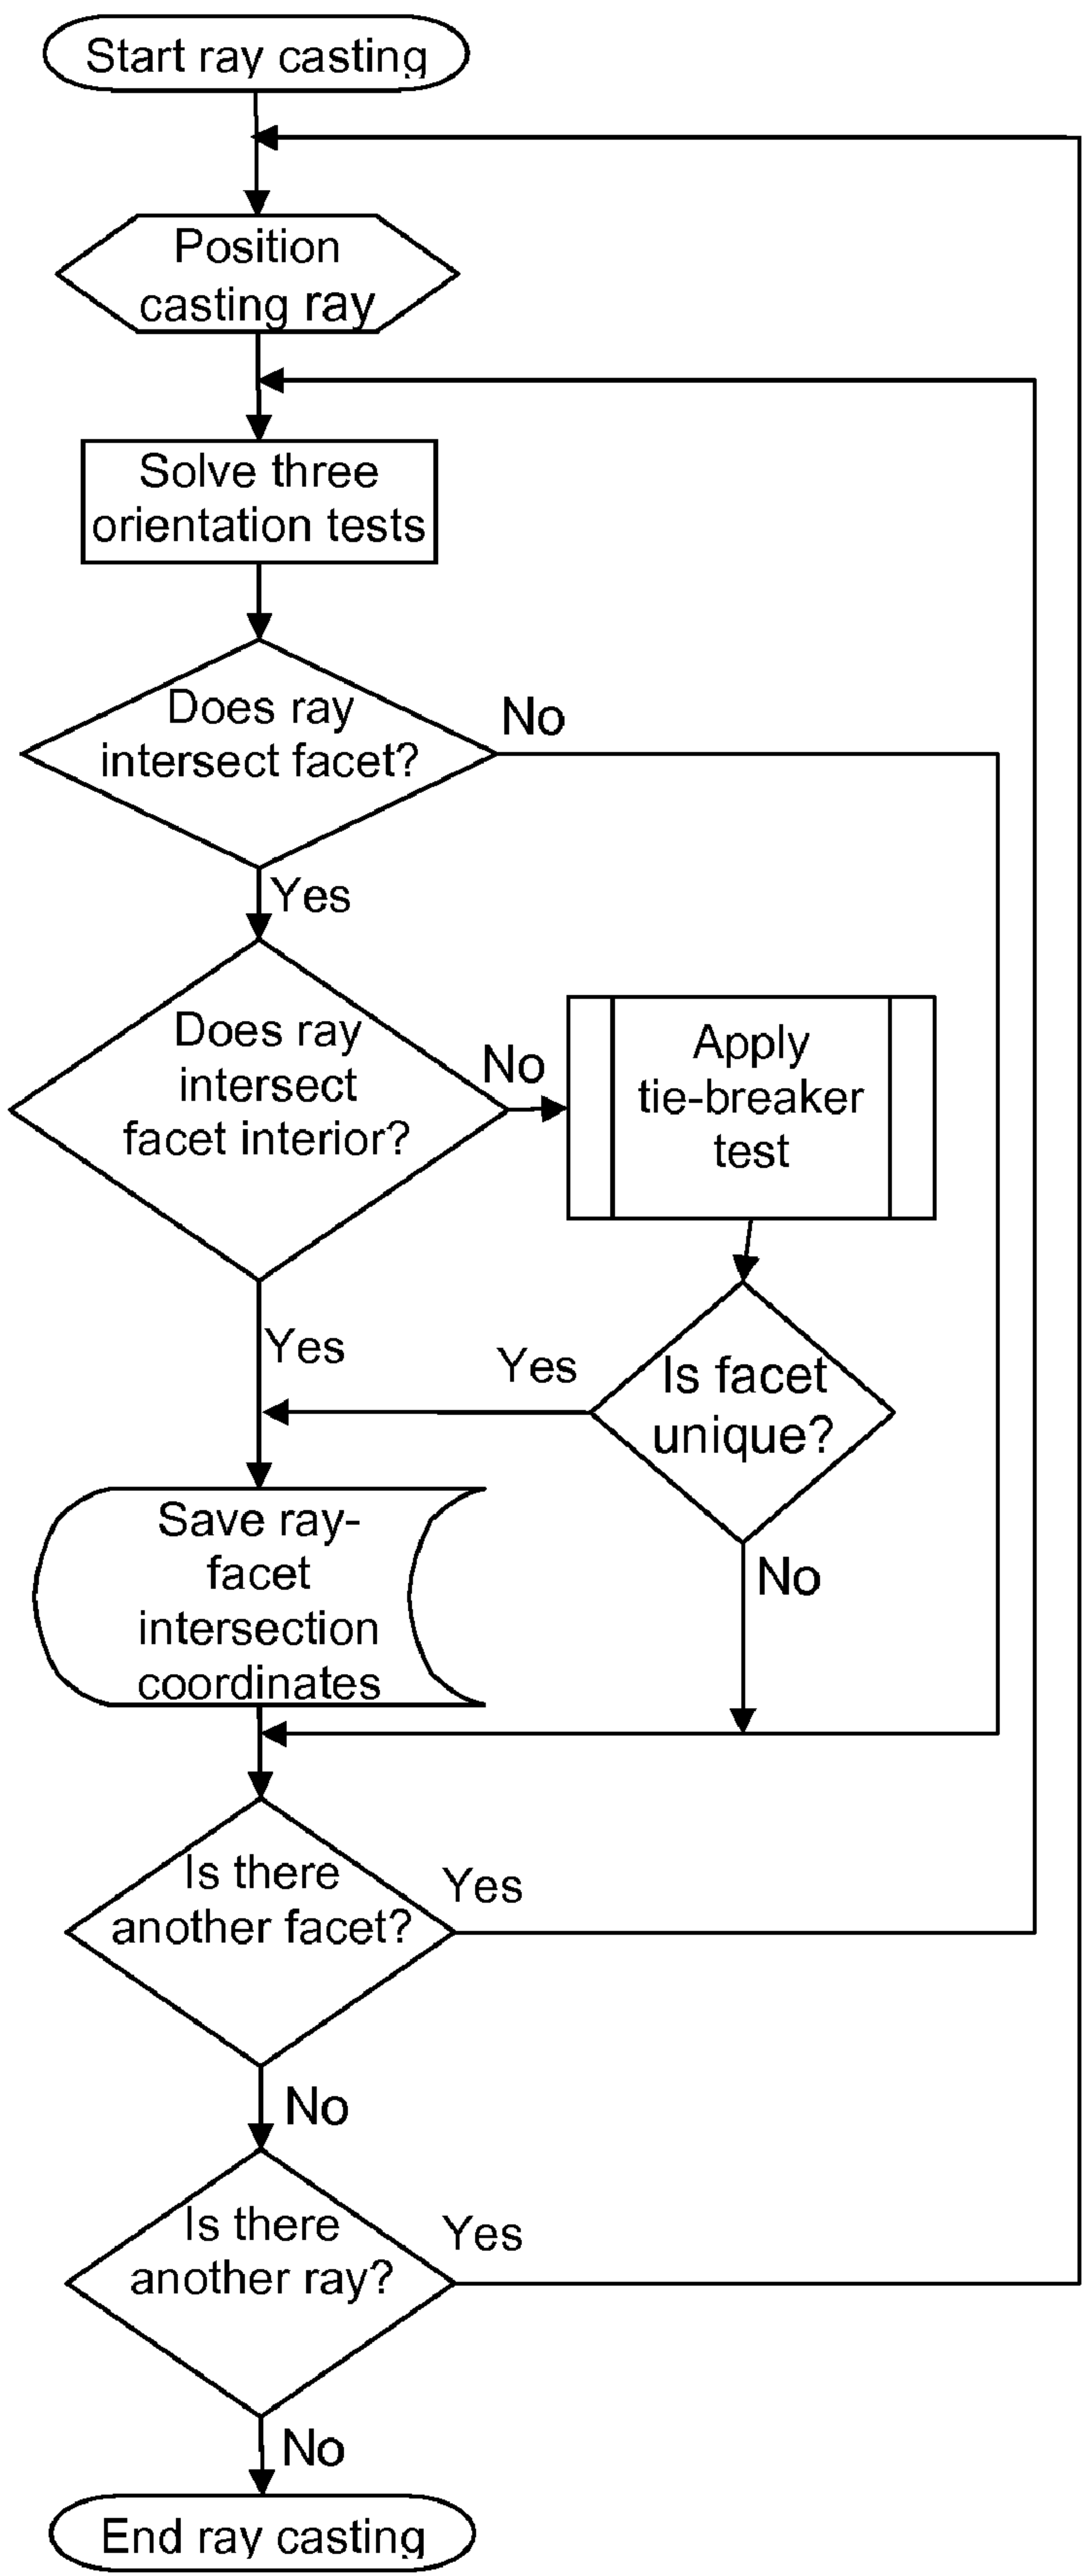 Start ray casting
Position
casting ray
Solve three
orientation tests
Does ray
intersect facet?
No
Yes
Does ray
intersect
facet interior?
No
Apply
tie-breaker
test
Yes
Yes
Is facet
unique?
No
Save ray-
facet
intersection
coordinates
Is there
another facet?
Yes
No
Is there
another ray?
Yes
No
End ray casting